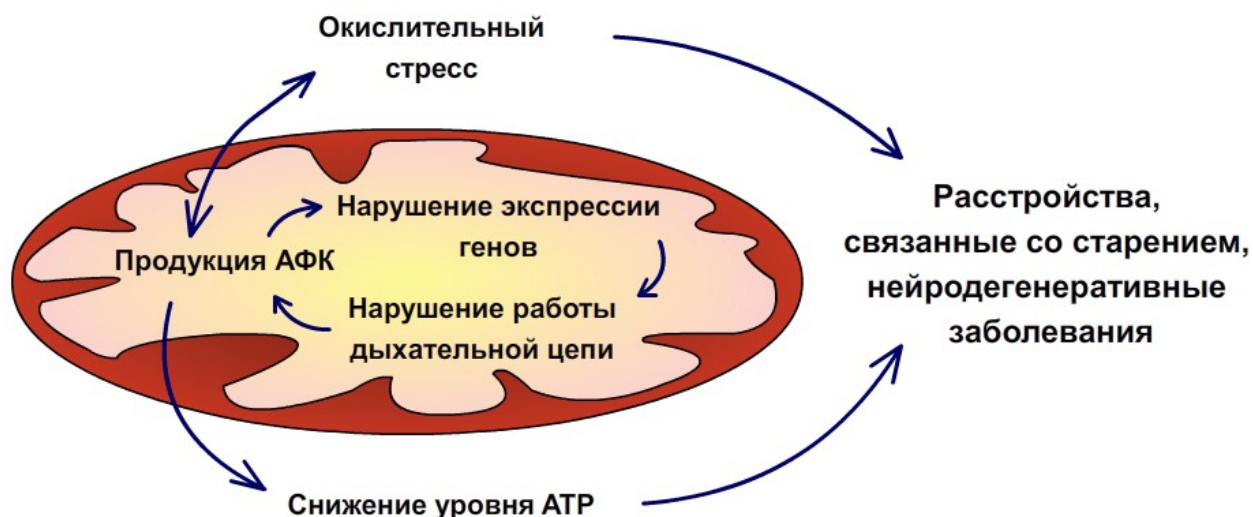 Окислительный
стресс
Нарушение экспрессии
генов
Продукция АФК
Нарушение работы
дыхательной цепи
Снижение уровня АТР
Расстройства,
связанные со старением,
нейродегенеративные
заболевания